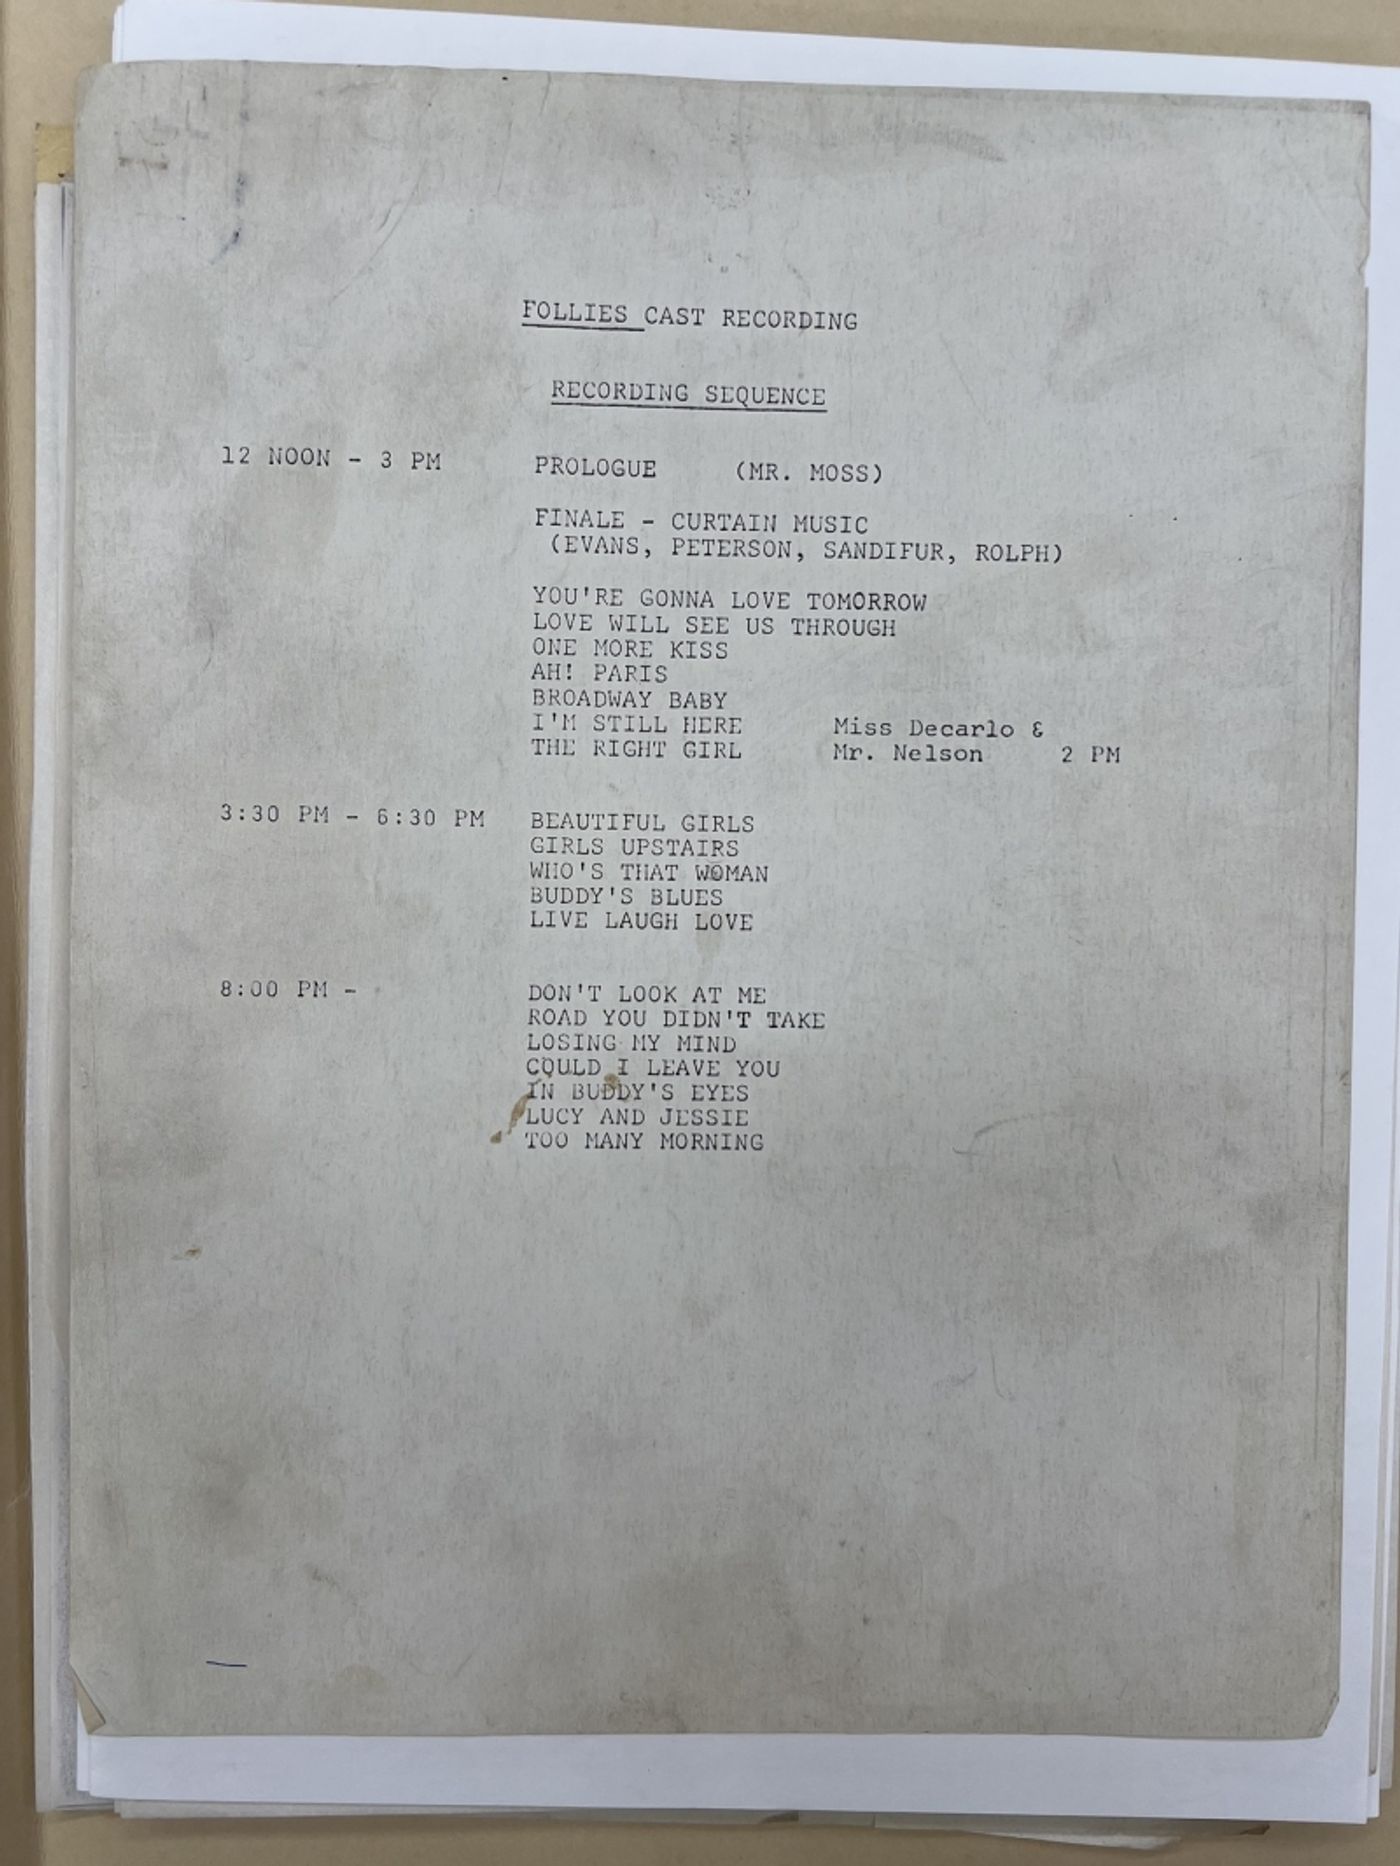 FOLLIES CAST RECORDING
RECORDING SEQUENCE
12 NOON - 3 PM PROLOGUE (MR. MOSS)
FINALE - CURTAIN MUSIC
(EVANS, PETERSON, SANDIFUR, ROLPH)
YOU'RE GONNA LOVE TOMORROW
LOVE WILL SEE US THROUGH
ONE MORE KISS
AH! PARIS
BROADWAY BABY
I'M STILL HERE Miss Decarlo &
THE RIGHT GIRL Mr. Nelson 2 PM
3:30 PM - 6:30 PM BEAUTIFUL GIRLS
GIRLS UPSTAIRS
WHO'S THAT WOMAN
BUDDY'S BLUES
LIVE LAUGH LOVE
8:00 PM - DON'T LOOK AT ME
ROAD YOU DIDN'T TAKE
LOSING MY MIND
COULD I LEAVE YOU
IN BUDDY'S EYES
LUCY AND JESSIE
TOO MANY MORNING